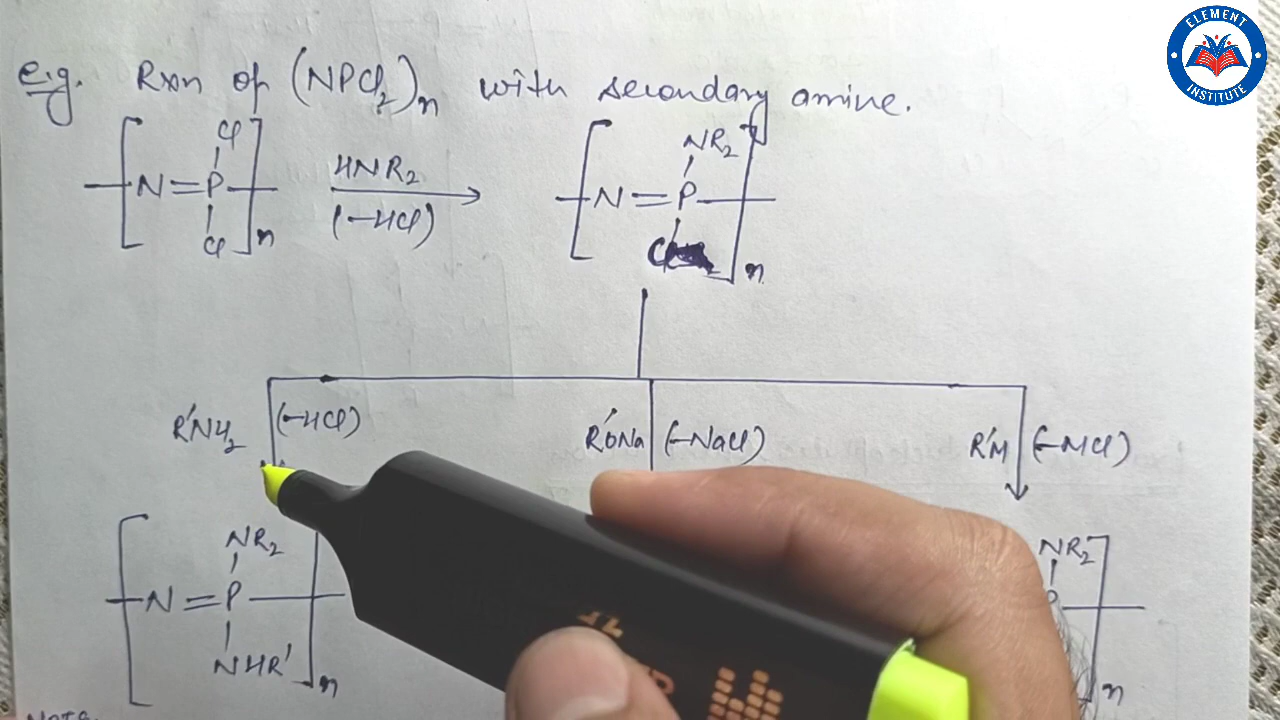 e.g. Rxn of (NPCl₂)ₙ with secondary amine.
ELEMENT INSTITUTE
[N=P(Cl)(Cl)]n
HNR₂
(-HCl)
[N=P(NR₂)(Cl)]n
R'NH₂ (-HCl)
R'ONa (-NaCl)
R'M (-MCl)
[N=P(NR₂)(NHR')]n
NR₂
n